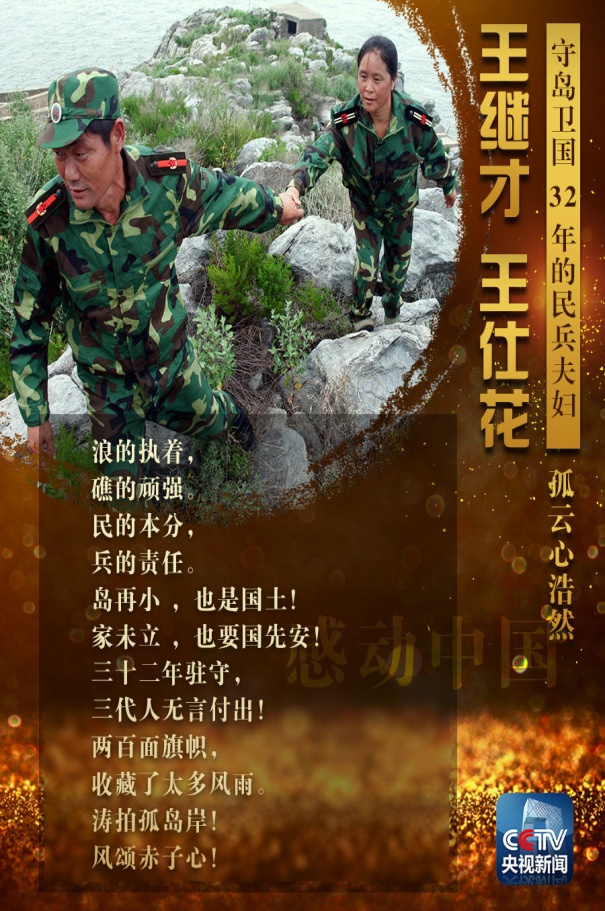 王继才 王仕花
守岛卫国 32 年的民兵夫妇
孤云心浩然
浪的执着，
礁的顽强。
民的本分，
兵的责任。
岛再小 ，也是国土！
家未立 ，也要国先安！
三十二年驻守，
三代人无言付出！
两百面旗帜，
收藏了太多风雨。
涛拍孤岛岸！
风颂赤子心！
感动中国
CCTV
央视新闻